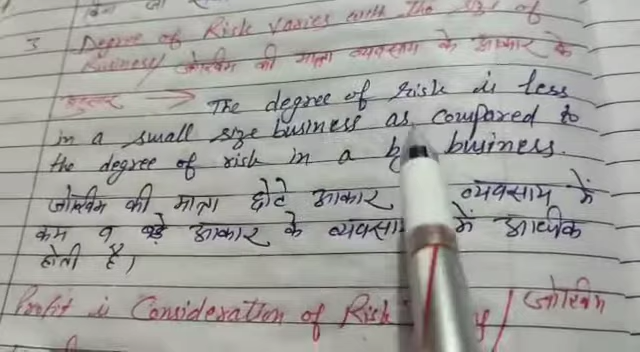 3 Degree of Risk Varies with The size of
Business/ जोखिम की मात्रा व्यवसाय के आकार के
अनुसार → The degree of risk is less
in a small size business as compared to
the degree of risk in a business.
जोखिम की मात्रा छोटे आकार व्यवसाय में
कम व बड़े आकार के व्यवसाय में अधिक
होती है।
Profit is Consideration of Risk / जोखिम